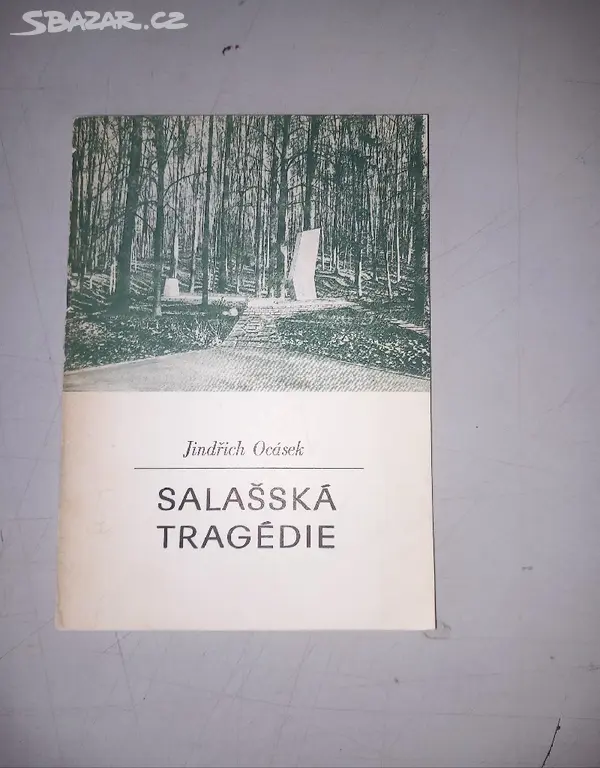 SBAZAR.CZ
Jindřich Ocásek
SALAŠSKÁ
TRAGÉDIE